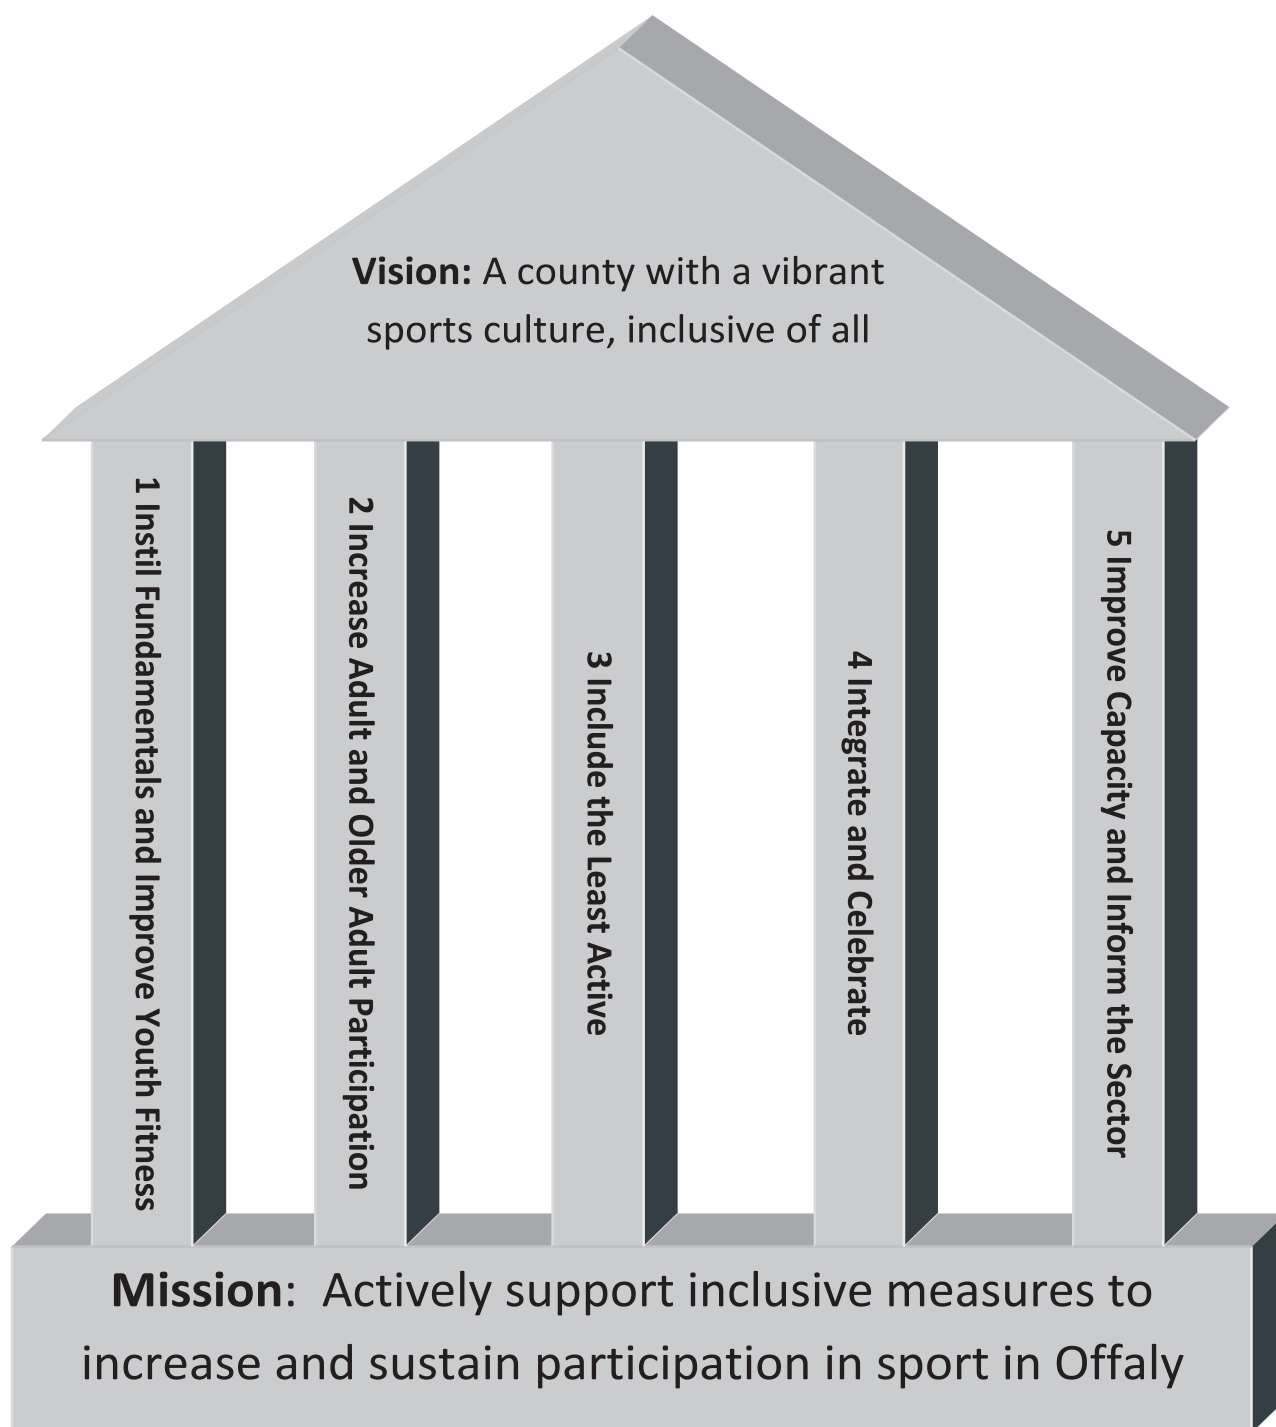 Vision: A county with a vibrant
sports culture, inclusive of all
1 Instil Fundamentals and Improve Youth Fitness
2 Increase Adult and Older Adult Participation
3 Include the Least Active
4 Integrate and Celebrate
5 Improve Capacity and Inform the Sector
Mission:  Actively support inclusive measures to
increase and sustain participation in sport in Offaly